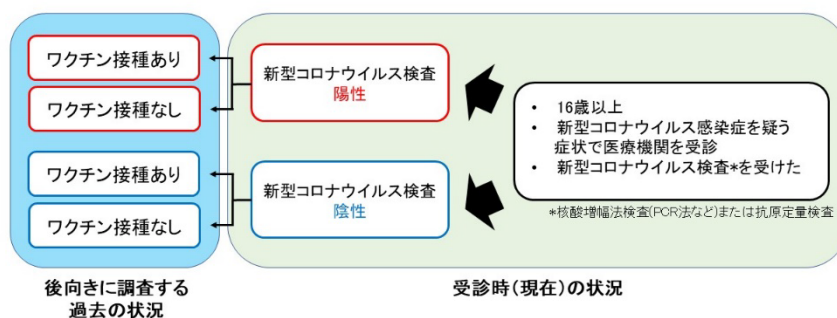 ワクチン接種あり
ワクチン接種なし
ワクチン接種あり
ワクチン接種なし
後向きに調査する
過去の状況
新型コロナウイルス検査
陽性
新型コロナウイルス検査
陰性
・ 16歳以上
・ 新型コロナウイルス感染症を疑う
症状で医療機関を受診
・ 新型コロナウイルス検査*を受けた
*核酸増幅法検査(PCR法など)または抗原定量検査
受診時(現在)の状況